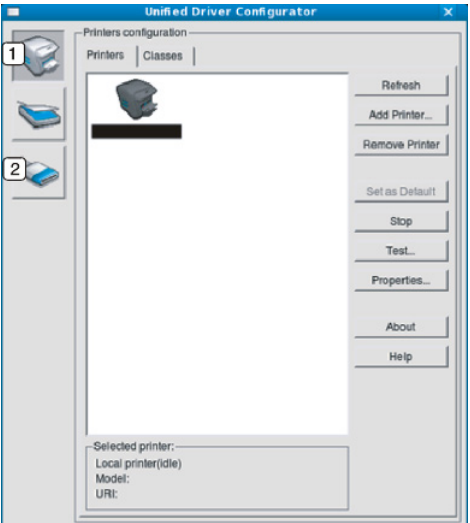 Unified Driver Configurator
1
2
Printers configuration
Printers Classes
Refresh
Add Printer...
Remove Printer
Set as Default
Stop
Test...
Properties...
About
Help
Selected printer:
Local printer(idle)
Model:
URI: